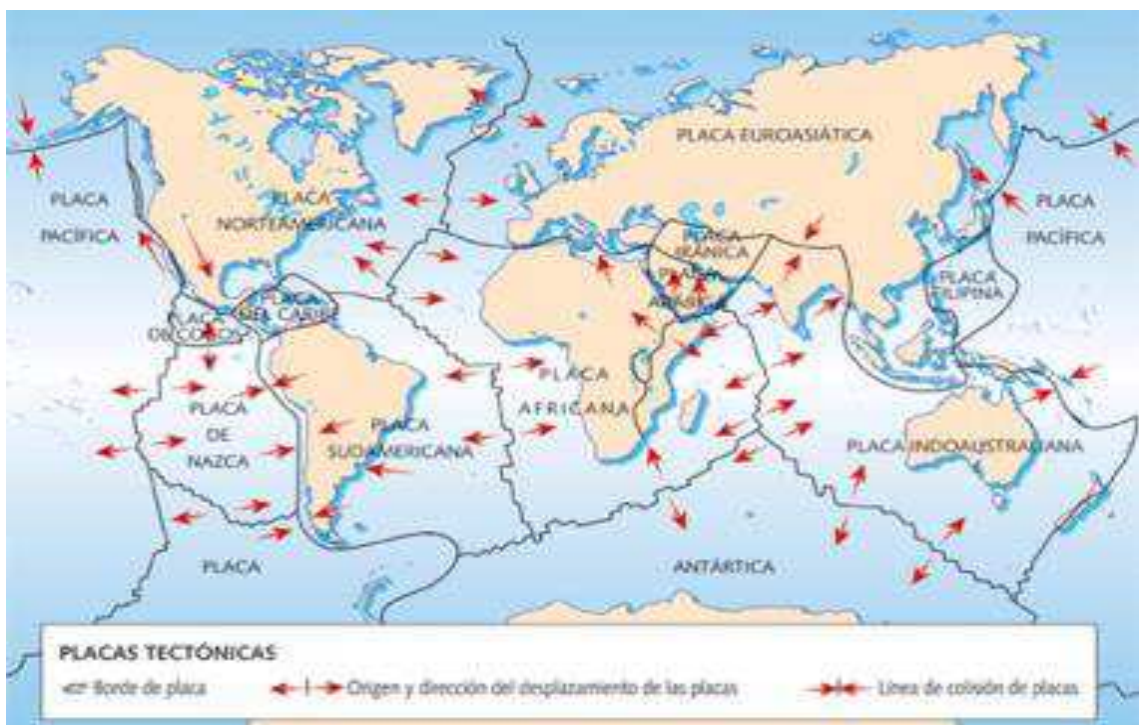 PLACA EUROASIÁTICA
PLACA
NORTEAMERICANA
PLACA
PACÍFICA
PLACA
PACÍFICA
PLACA
IRÁNICA
PLACA
FILIPINA
PLACA
DEL CARIBE
PLACA
DE COCOS
PLACA
AFRICANA
PLACA
DE
NAZCA
PLACA
SUDAMERICANA
PLACA INDOAUSTRALIANA
PLACA
ANTÁRTICA
PLACAS TECTÓNICAS
Borde de placa
Origen y dirección del desplazamiento de las placas
Línea de colisión de placas